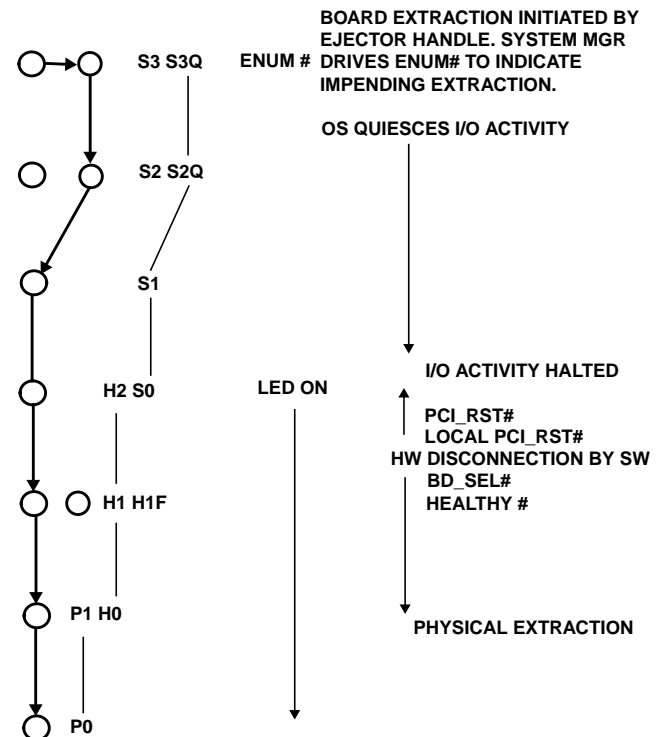 BOARD EXTRACTION INITIATED BY
EJECTOR HANDLE. SYSTEM MGR
S3 S3Q ENUM # DRIVES ENUM# TO INDICATE
IMPENDING EXTRACTION.
OS QUIESCES I/O ACTIVITY
S2 S2Q
S1
I/O ACTIVITY HALTED
H2 S0 LED ON
PCI_RST#
LOCAL PCI_RST#
HW DISCONNECTION BY SW
BD_SEL#
H1 H1F HEALTHY #
P1 H0
PHYSICAL EXTRACTION
P0